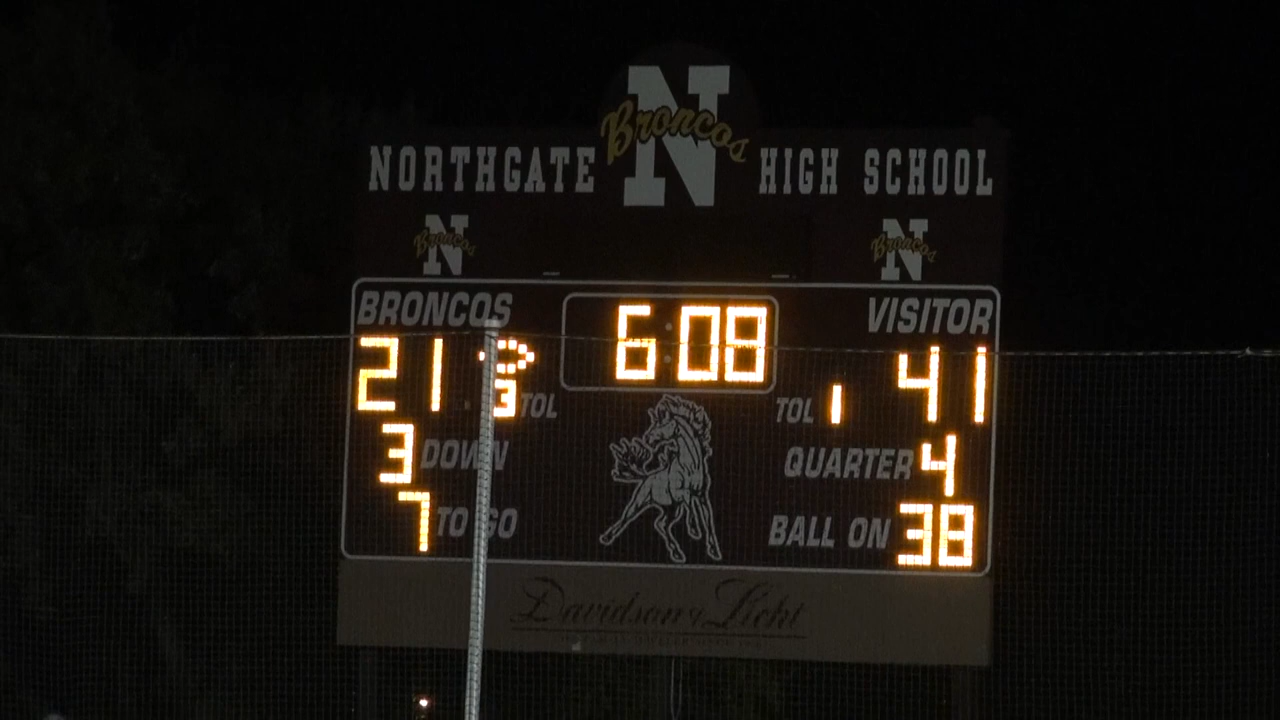 N
Broncos
NORTHGATE HIGH SCHOOL
N Broncos N Broncos
BRONCOS 6:09 VISITOR
21 41
3 TOL TOL 1
3 DOWN QUARTER 4
7 TO GO BALL ON 38
Davidson & Licht